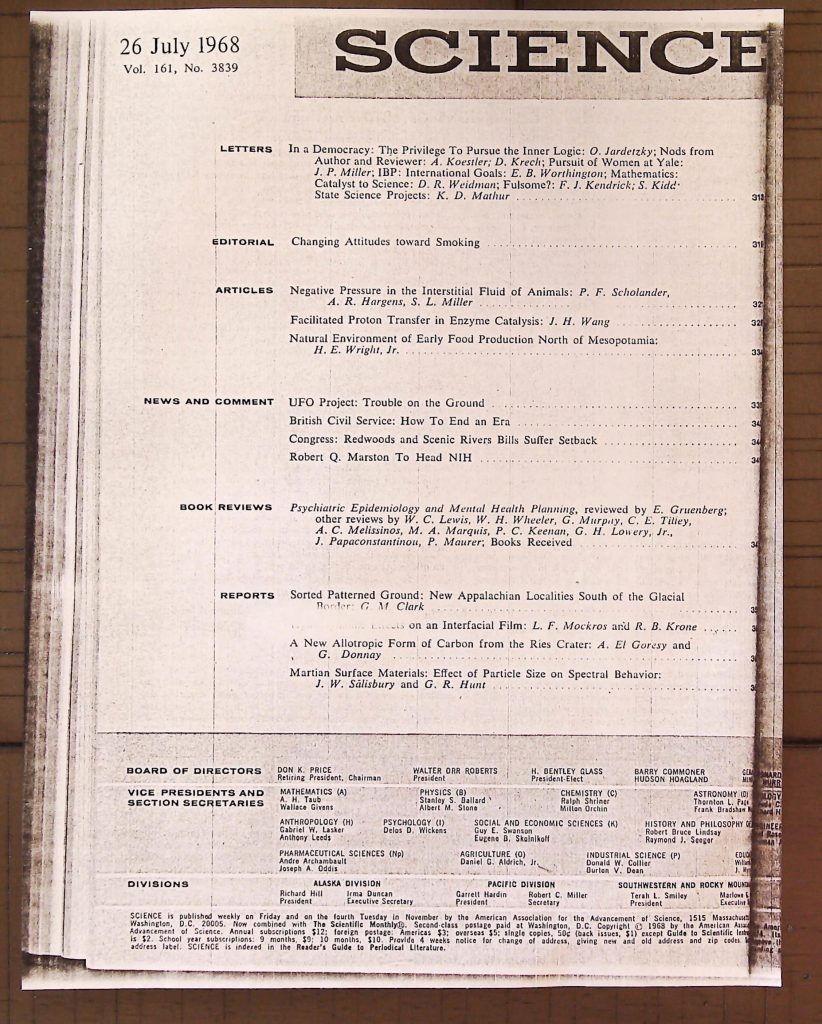 26 July 1968
Vol. 161, No. 3839
SCIENCE
LETTERS In a Democracy: The Privilege To Pursue the Inner Logic: O. Jardetzky; Nods from
Author and Reviewer: A. Koestler; D. Krech; Pursuit of Women at Yale:
J. P. Miller; IBP: International Goals: E. B. Worthington; Mathematics:
Catalyst to Science: D. R. Weidman; Fulsome?: F. J. Kendrick; S. Kidd
State Science Projects: K. D. Mathur
EDITORIAL Changing Attitudes toward Smoking
ARTICLES Negative Pressure in the Interstitial Fluid of Animals: P. F. Scholander,
A. R. Hargens, S. L. Miller
Facilitated Proton Transfer in Enzyme Catalysis: J. H. Wang
Natural Environment of Early Food Production North of Mesopotamia:
H. E. Wright, Jr.
NEWS AND COMMENT UFO Project: Trouble on the Ground
British Civil Service: How To End an Era
Congress: Redwoods and Scenic Rivers Bills Suffer Setback
Robert Q. Marston To Head NIH
BOOK REVIEWS Psychiatric Epidemiology and Mental Health Planning, reviewed by E. Gruenberg;
other reviews by W. C. Lewis, W. H. Wheeler, G. Murphy, C. E. Tilley,
A. C. Melissinos, M. A. Marquis, P. C. Keenan, G. H. Lowery, Jr.,
J. Papaconstantinou, P. Maurer; Books Received
REPORTS Sorted Patterned Ground: New Appalachian Localities South of the Glacial
Border: G. M. Clark
on an Interfacial Film: L. F. Mockros and R. B. Krone
A New Allotropic Form of Carbon from the Ries Crater: A. El Goresy and
G. Donnay
Martian Surface Materials: Effect of Particle Size on Spectral Behavior:
J. W. Salisbury and G. R. Hunt
BOARD OF DIRECTORS DON K. PRICE WALTER ORR ROBERTS H. BENTLEY GLASS BARRY COMMONER
Retiring President, Chairman President President-Elect HUDSON HOAGLAND
VICE PRESIDENTS AND MATHEMATICS (A) PHYSICS (B) CHEMISTRY (C) ASTRONOMY (D)
SECTION SECRETARIES A. H. Taub Stanley S. Ballard Ralph Shriner Thornton L.
Wallace Givens Albert M. Stone Milton Orchin Frank Bradshaw
ANTHROPOLOGY (H) PSYCHOLOGY (I) SOCIAL AND ECONOMIC SCIENCES (K) HISTORY AND PHILOSOPHY
Gabriel W. Lasker Delos D. Wickens Guy E. Swanson Robert Bruce Lindsay
Anthony Leeds Eugene B. Skolnikoff Raymond J. Seeger
PHARMACEUTICAL SCIENCES (Np) AGRICULTURE (O) INDUSTRIAL SCIENCE (P)
Andre Archambault Daniel G. Aldrich, Jr. Donald W. Collier
Joseph A. Oddis Burton V. Dean
DIVISIONS ALASKA DIVISION PACIFIC DIVISION SOUTHWESTERN AND ROCKY
Richard Hill Irma Duncan Garrett Hardin Robert C. Miller Terah L. Smiley
President Executive Secretary President Secretary President
SCIENCE is published weekly on Friday and on the fourth Tuesday in November by the American Association for the Advancement of Science, 1515
Washington, D.C. 20005. Now combined with The Scientific Monthly®. Second-class postage paid at Washington, D.C. Copyright © 1968 by the American
Advancement of Science. Annual subscriptions $12; foreign postage: Americas $3; overseas $5; single copies, 50¢ (back issues, $1) except Guide to Scientific
is $2. School year subscriptions: 9 months, $9; 10 months, $10. Provide 4 weeks notice for change of address, giving new and old address and zip codes.
address label. SCIENCE is indexed in the Reader's Guide to Periodical Literature.